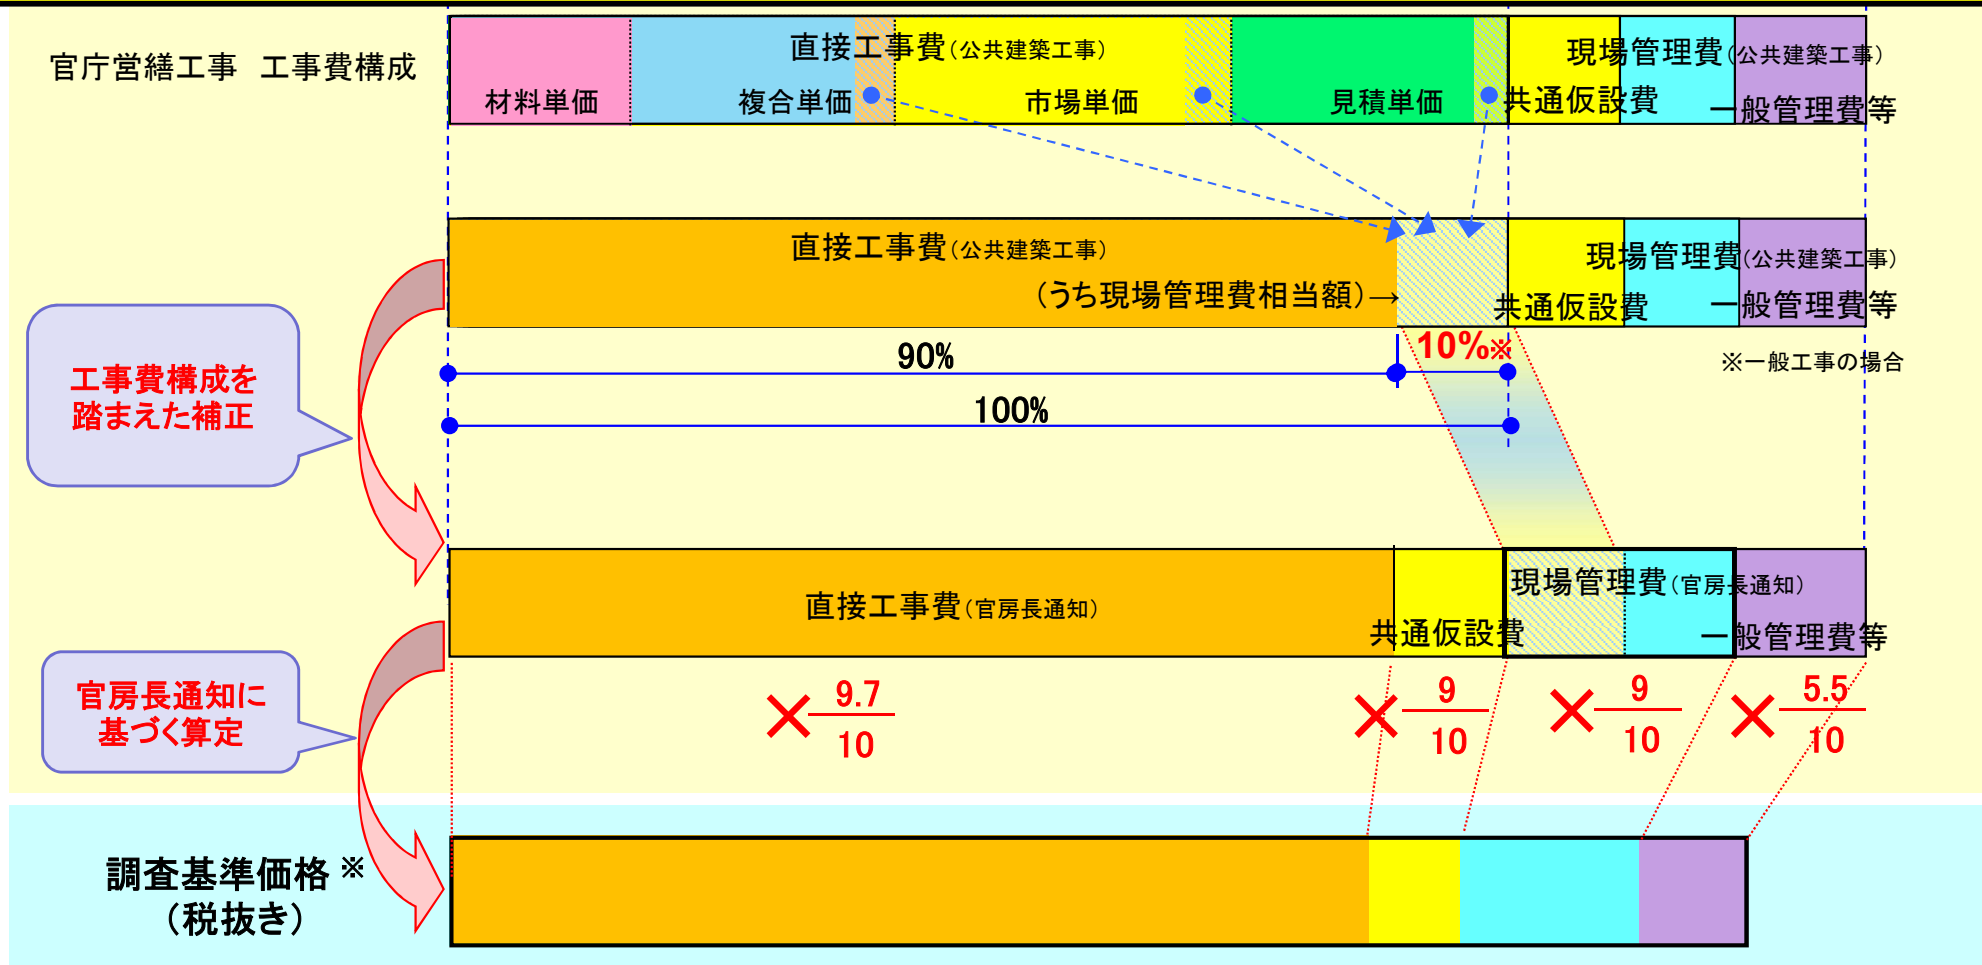 官庁営繕工事　工事費構成
直接工事費（公共建築工事）
現場管理費（公共建築工事）
材料単価
複合単価
市場単価
見積単価
共通仮設費
一般管理費等
直接工事費（公共建築工事）
現場管理費（公共建築工事）
（うち現場管理費相当額）→
共通仮設費
一般管理費等
90%
10%※
※一般工事の場合
100%
工事費構成を
踏まえた補正
直接工事費（官房長通知）
現場管理費（官房長通知）
共通仮設費
一般管理費等
官房長通知に
基づく算定
× 9.7
10
× 9
10
× 9
10
× 5.5
10
調査基準価格※
（税抜き）